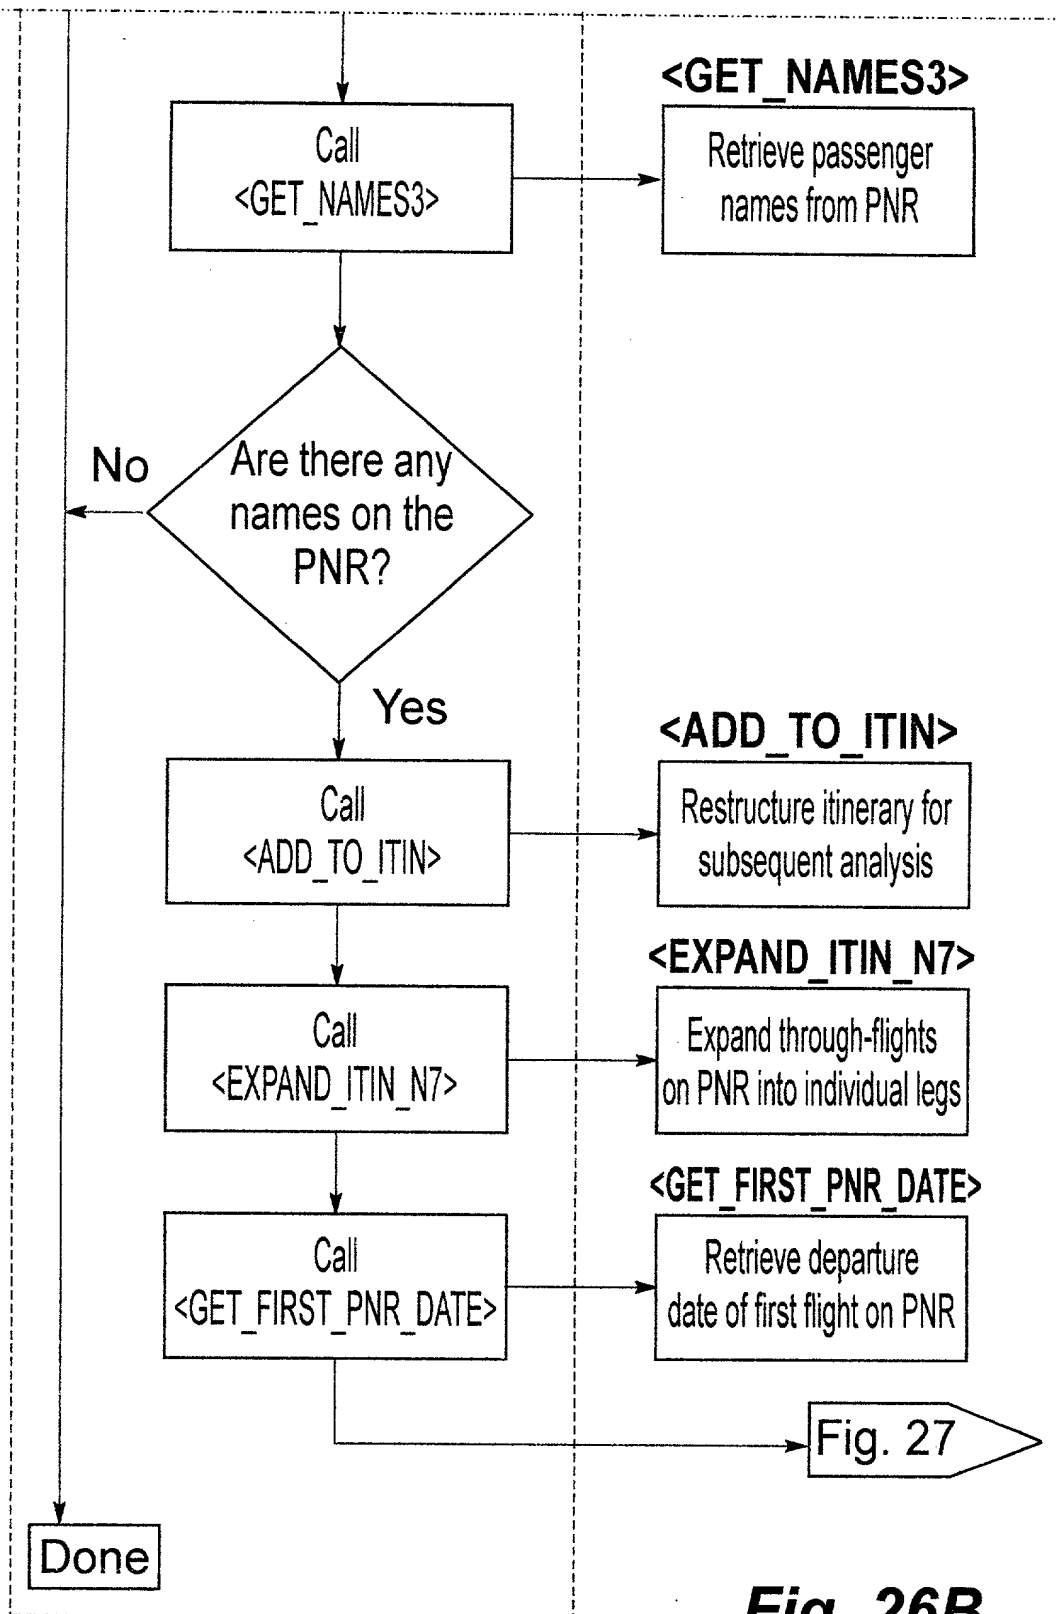 <GET_NAMES3>
Call
<GET_NAMES3>
Retrieve passenger
names from PNR
No
Are there any
names on the
PNR?
Yes
<ADD_TO_ITIN>
Call
<ADD_TO_ITIN>
Restructure itinerary for
subsequent analysis
<EXPAND_ITIN_N7>
Call
<EXPAND_ITIN_N7>
Expand through-flights
on PNR into individual legs
<GET_FIRST_PNR_DATE>
Call
<GET_FIRST_PNR_DATE>
Retrieve departure
date of first flight on PNR
Fig. 27
Done
Fig. 26B